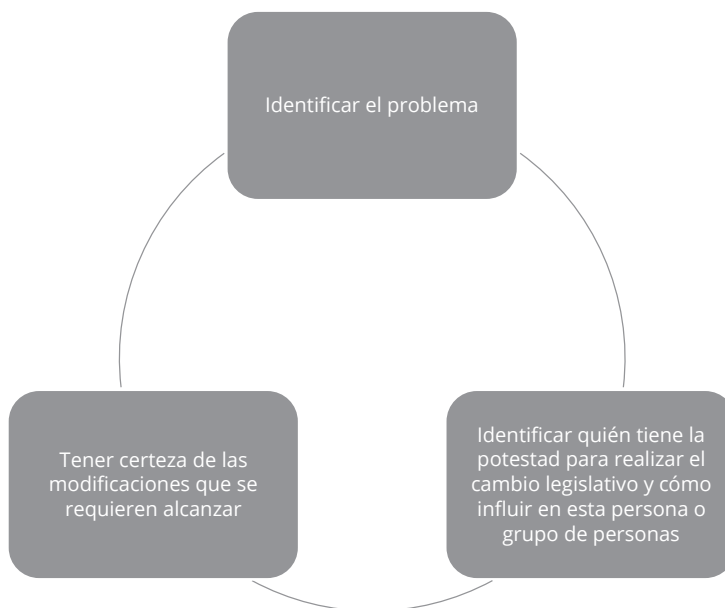 Identificar el problema
Identificar quién tiene la
potestad para realizar el
cambio legislativo y cómo
influir en esta persona o
grupo de personas
Tener certeza de las
modificaciones que se
requieren alcanzar